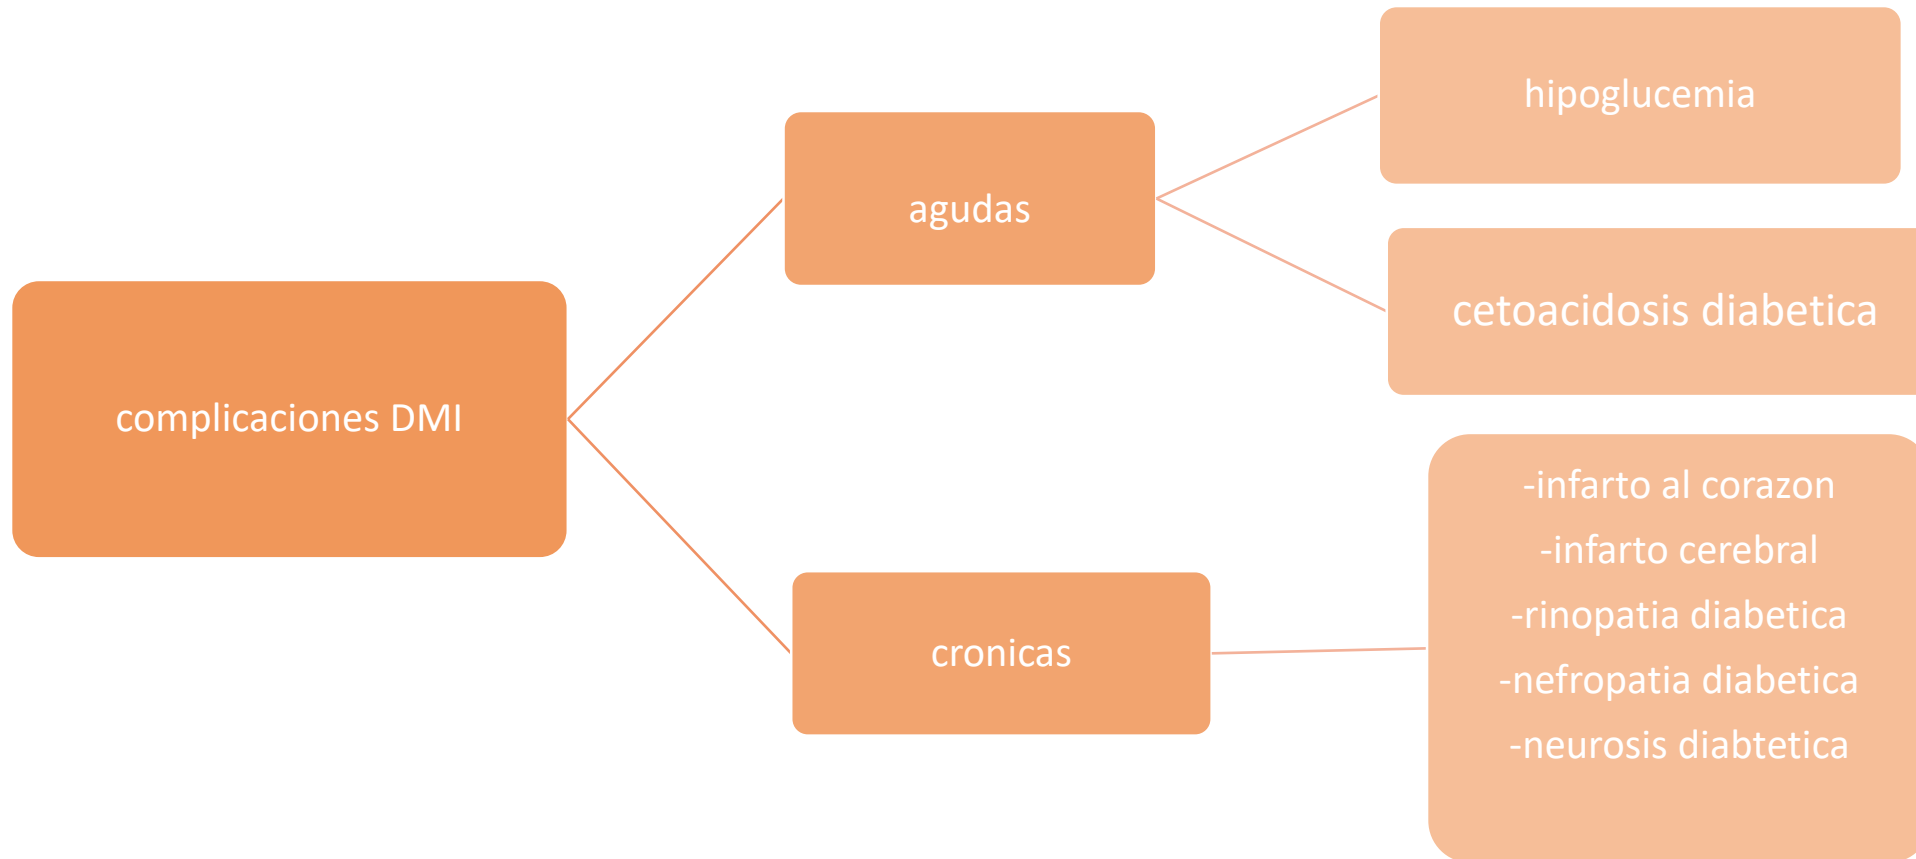 complicaciones DMI
agudas
hipoglucemia
cetoacidosis diabetica
cronicas
-infarto al corazon
-infarto cerebral
-rinopatia diabetica
-nefropatia diabetica
-neurosis diabtetica